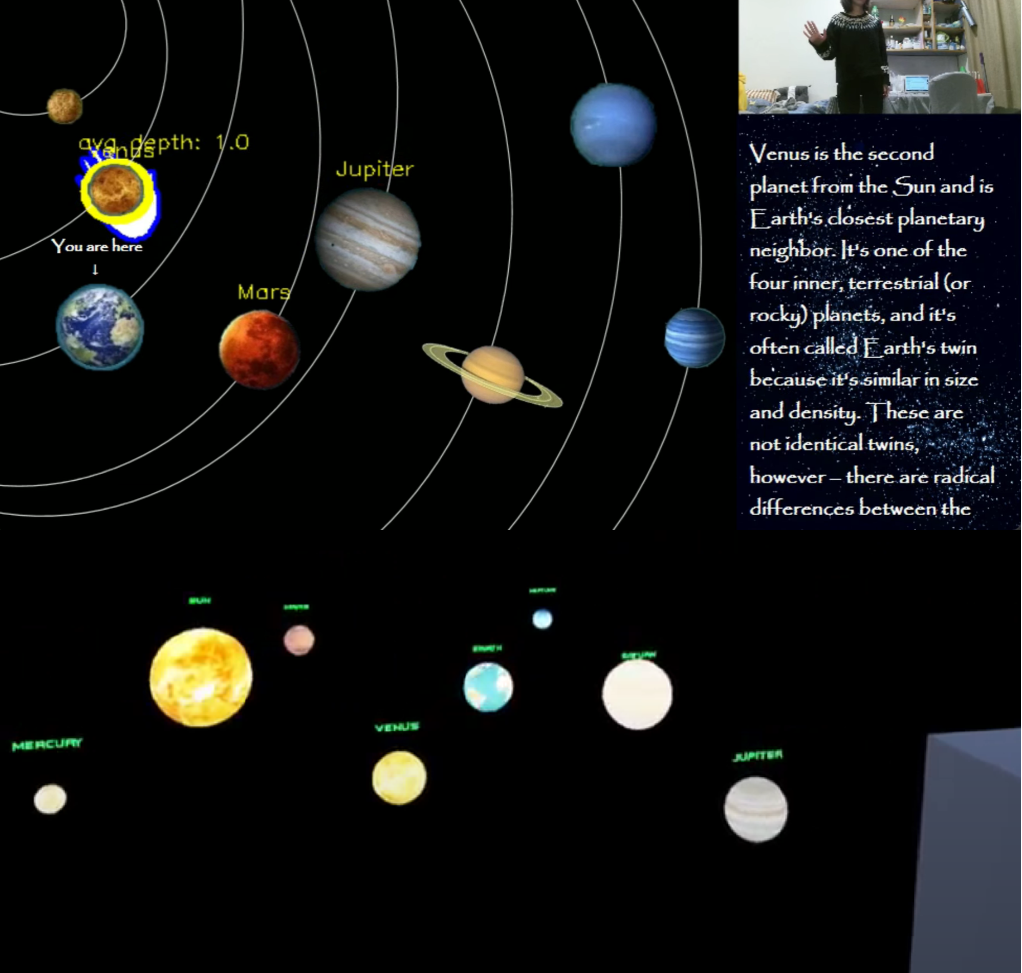 avg depth: 1.0
Venus
You are here
↓
Jupiter
Mars
Venus is the second
planet from the Sun and is
Earth's closest planetary
neighbor. It's one of the
four inner, terrestrial (or
rocky) planets, and it's
often called Earth's twin
because it's similar in size
and density. These are
not identical twins,
however – there are radical
differences between the
SUN
EARTH
SATURN
VENUS
MERCURY
JUPITER